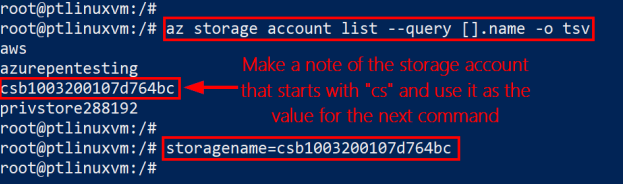 root@ptlinuxvm:/#
root@ptlinuxvm:/# az storage account list --query [].name -o tsv
aws
azurepentesting
csb1003200107d764bc
privstore288192
Make a note of the storage account
that starts with "cs" and use it as the
value for the next command
root@ptlinuxvm:/#
root@ptlinuxvm:/# storagename=csb1003200107d764bc
root@ptlinuxvm:/#